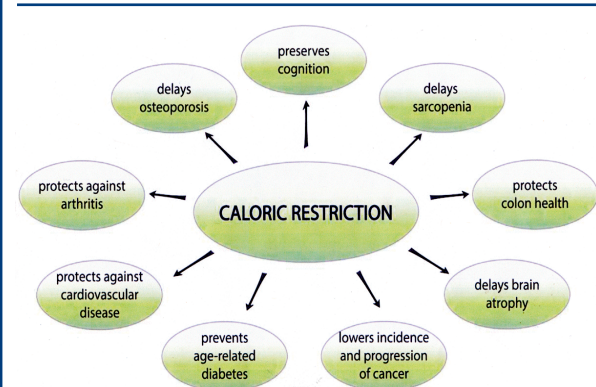 preserves
cognition
delays
osteoporosis
delays
sarcopenia
protects against
arthritis
CALORIC RESTRICTION
protects
colon health
protects against
cardiovascular
disease
delays brain
atrophy
prevents
age-related
diabetes
lowers incidence
and progression
of cancer